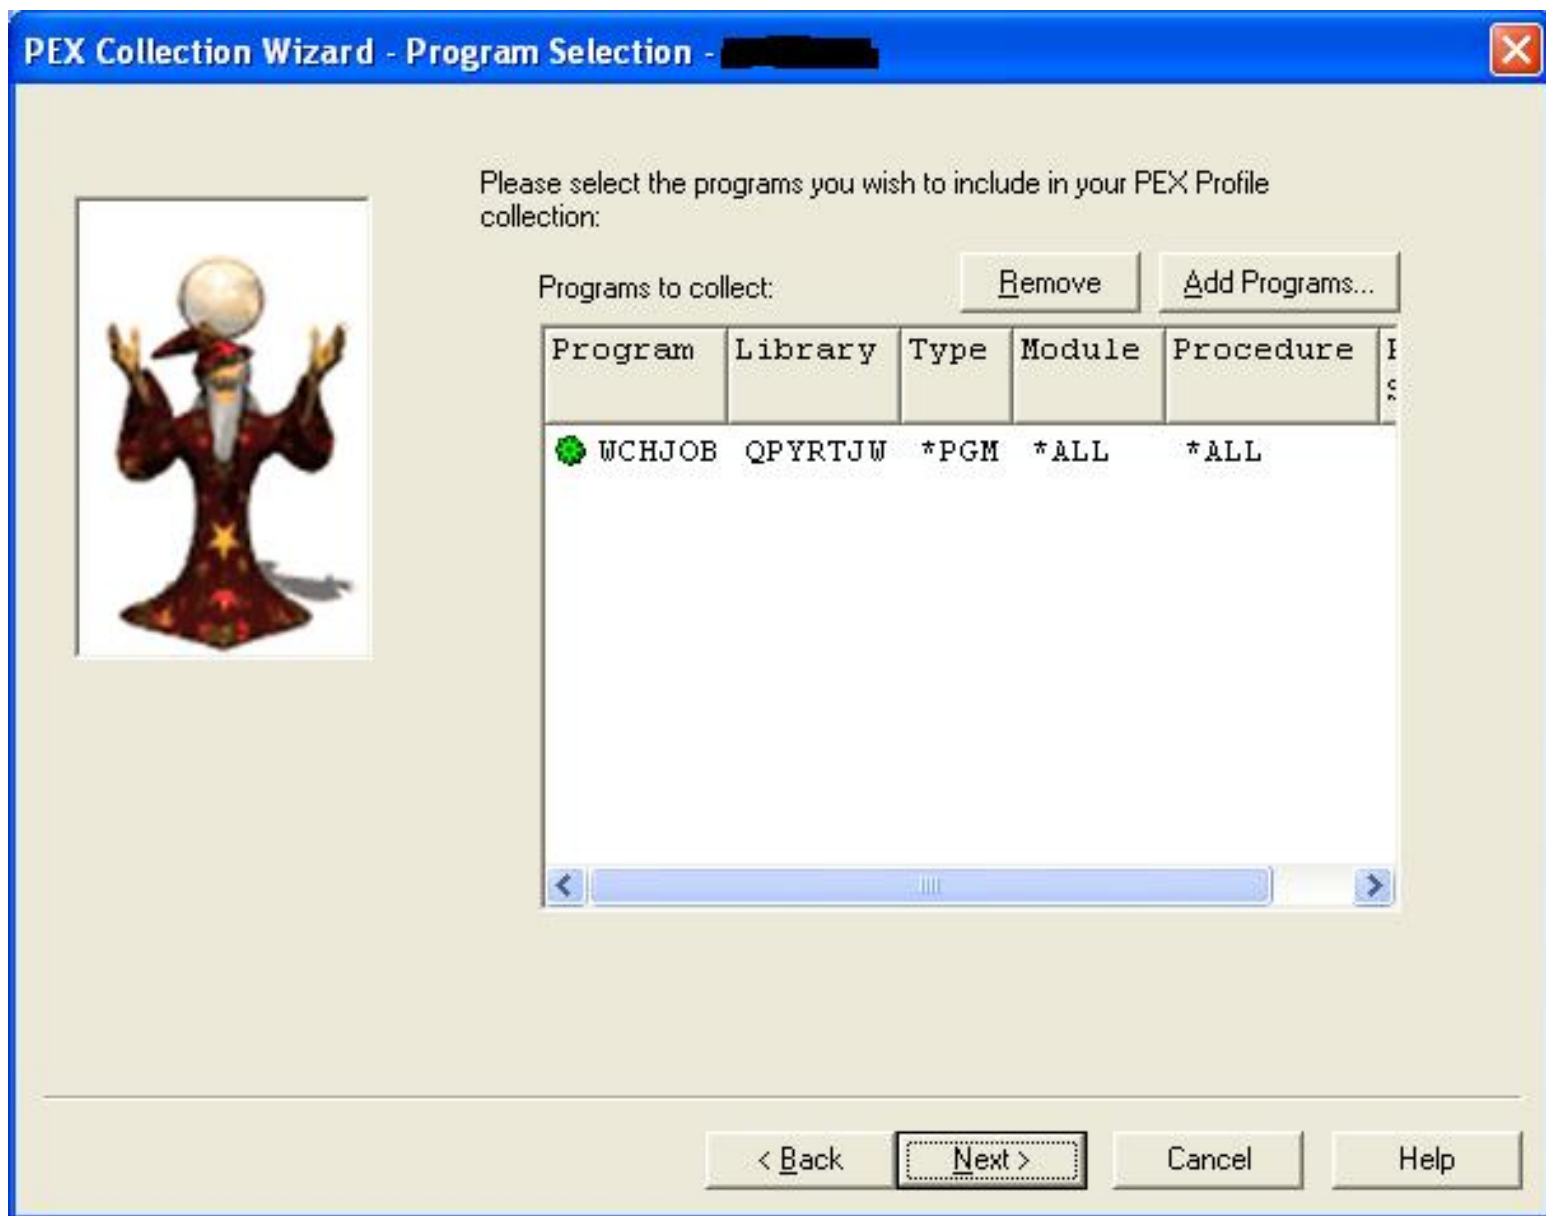 PEX Collection Wizard - Program Selection -
Please select the programs you wish to include in your PEX Profile
collection:
Programs to collect:
Remove
Add Programs...
Program Library Type Module Procedure
WCHJOB QPYRTJW *PGM *ALL *ALL
< Back
Next >
Cancel
Help